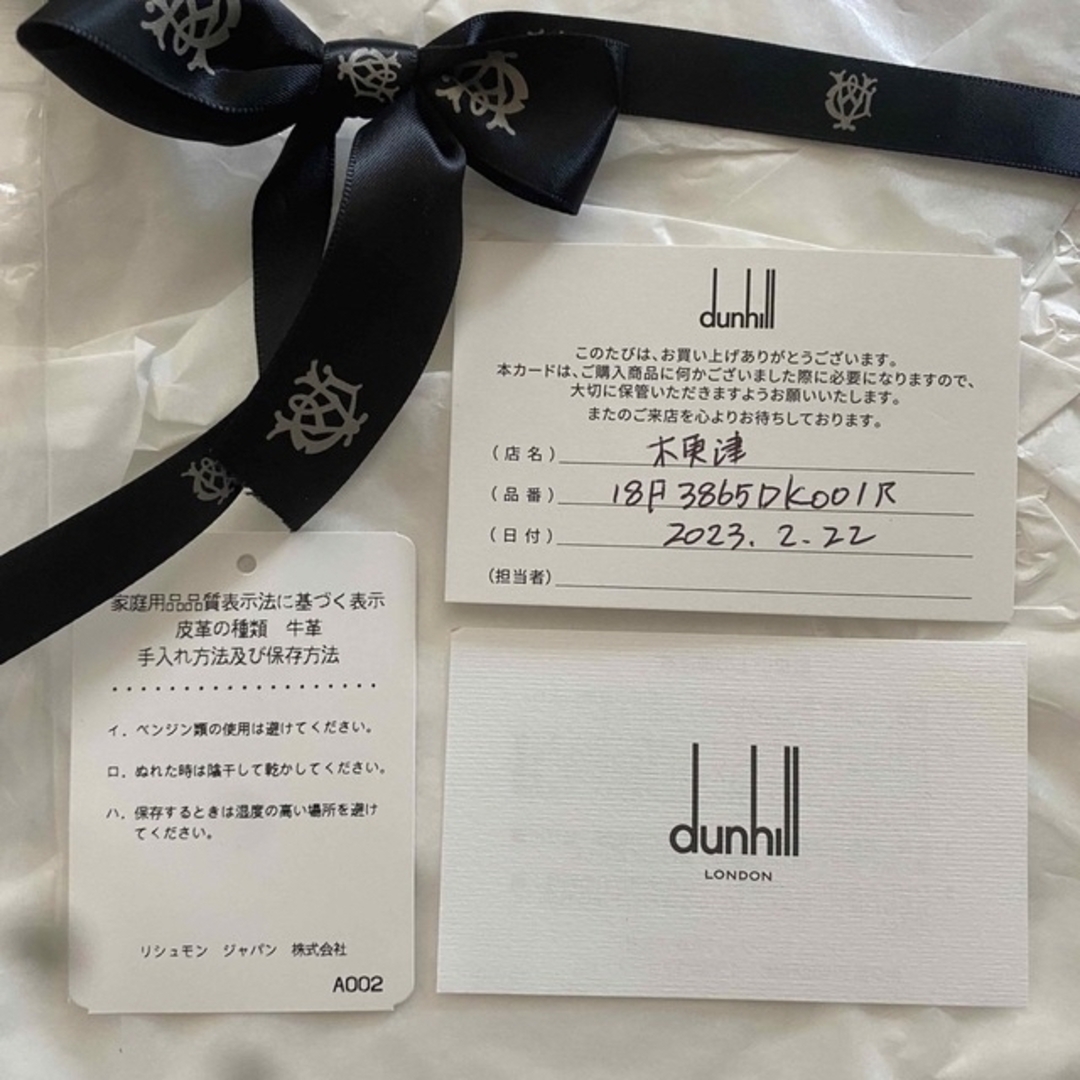 dunhill
このたびは、お買い上げありがとうございます。
本カードは、ご購入商品に何かございました際に必要になりますので、
大切に保管いただきますようお願いいたします。
またのご来店を心よりお待ちしております。
(店名) 木更津
(品番) 18F3865DK001R
(日付) 2023.2.22
(担当者)
家庭用品品質表示法に基づく表示
皮革の種類 牛革
手入れ方法及び保存方法
イ. ベンジン類の使用は避けてください。
ロ. ぬれた時は陰干して乾かしてください。
ハ. 保存するときは湿度の高い場所を避け
てください。
リシュモン ジャパン 株式会社
A002
dunhill
LONDON